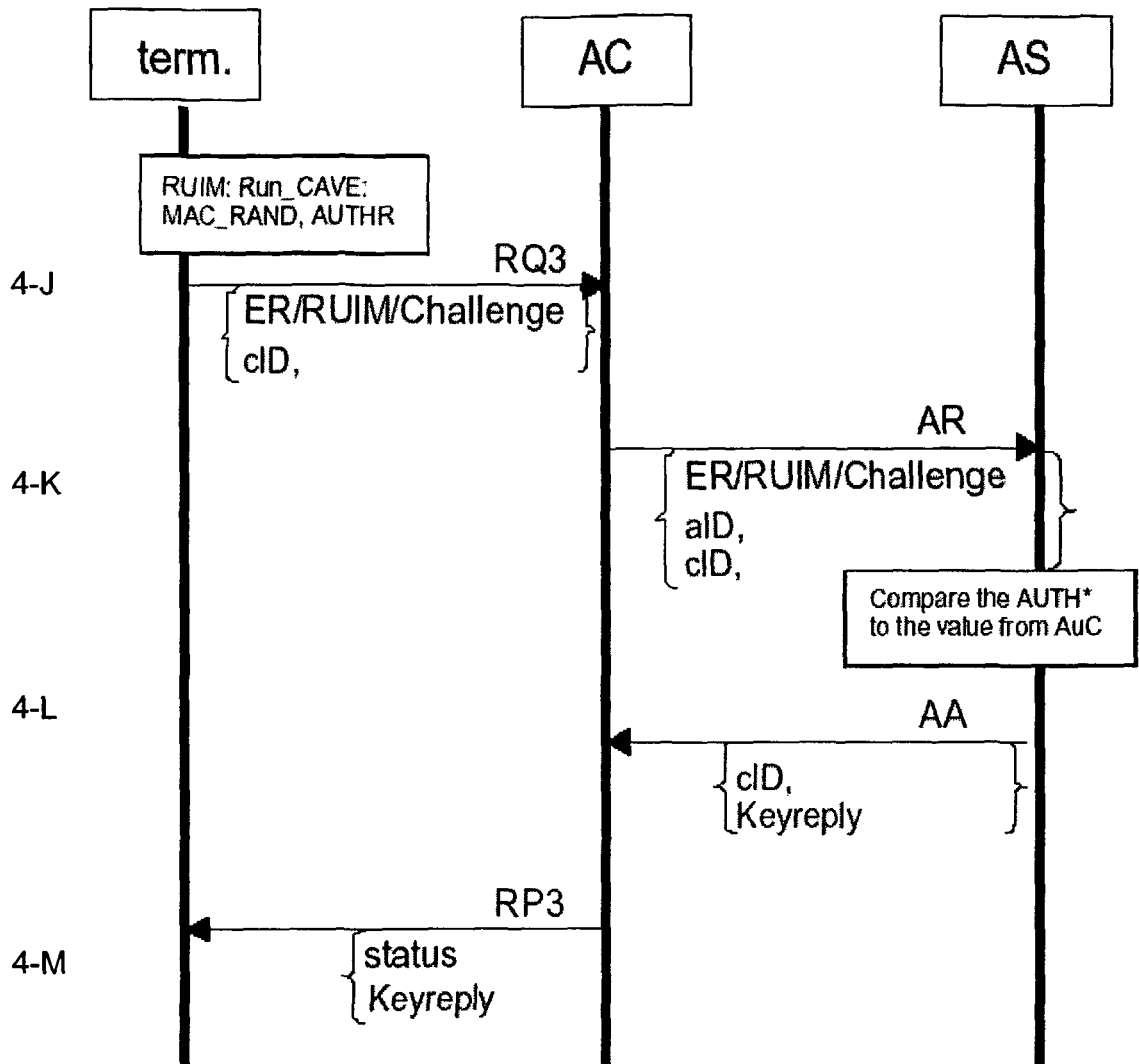 term.
AC
AS
RUIM: Run_CAVE:
MAC_RAND, AUTHR
RQ3
4-J
ER/RUIM/Challenge
cID,
AR
4-K
ER/RUIM/Challenge
aID,
cID,
Compare the AUTH*
to the value from AuC
4-L
AA
cID,
Keyreply
RP3
4-M
status
Keyreply